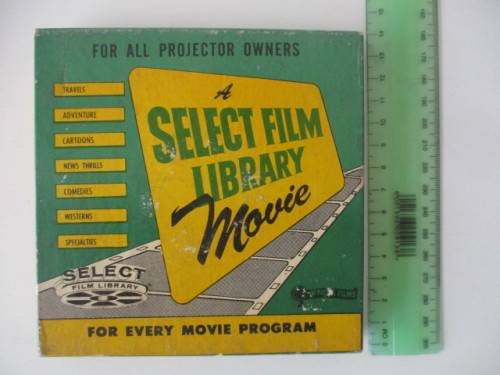 FOR ALL PROJECTOR OWNERS
TRAVELS
ADVENTURE
CARTOONS
NEWS THRILLS
COMEDIES
WESTERNS
SPECIALTIES
A
SELECT FILM
LIBRARY
Movie
SELECT
FILM LIBRARY
FOR EVERY MOVIE PROGRAM